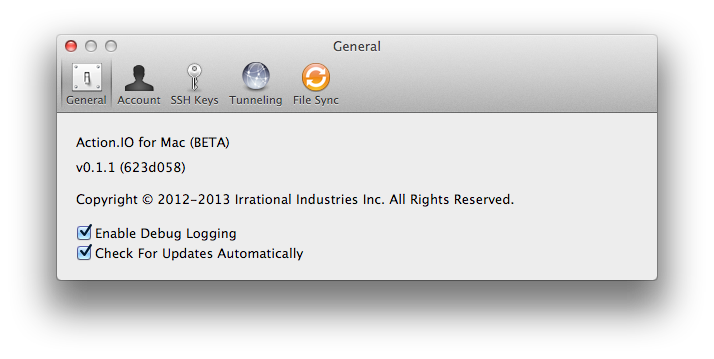 General
General Account SSH Keys Tunneling File Sync
Action.IO for Mac (BETA)
v0.1.1 (623d058)
Copyright © 2012-2013 Irrational Industries Inc. All Rights Reserved.
Enable Debug Logging
Check For Updates Automatically